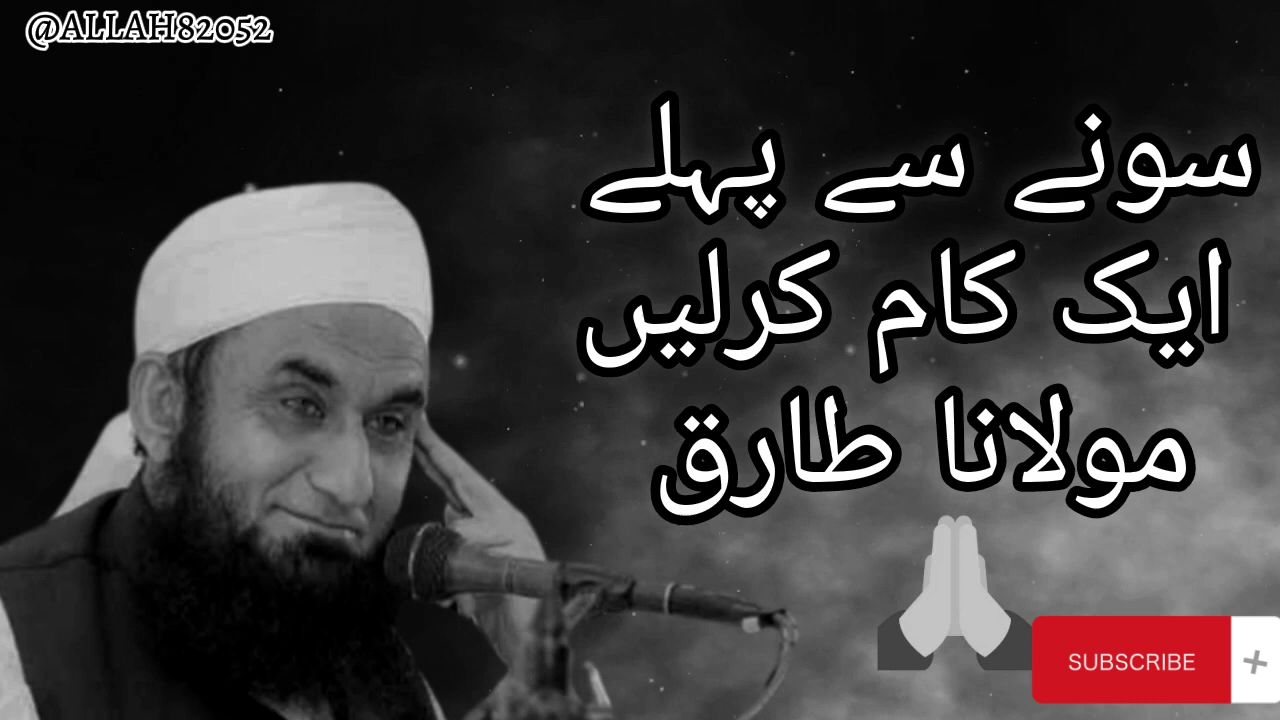 @ALLAH82052
سونے سے پہلے
ایک کام کرلیں
مولانا طارق
SUBSCRIBE +